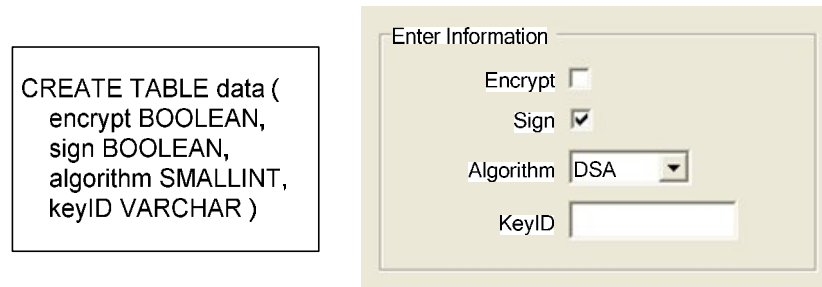 CREATE TABLE data (
encrypt BOOLEAN,
sign BOOLEAN,
algorithm SMALLINT,
keyID VARCHAR )
Enter Information
Encrypt
Sign
Algorithm DSA
KeyID